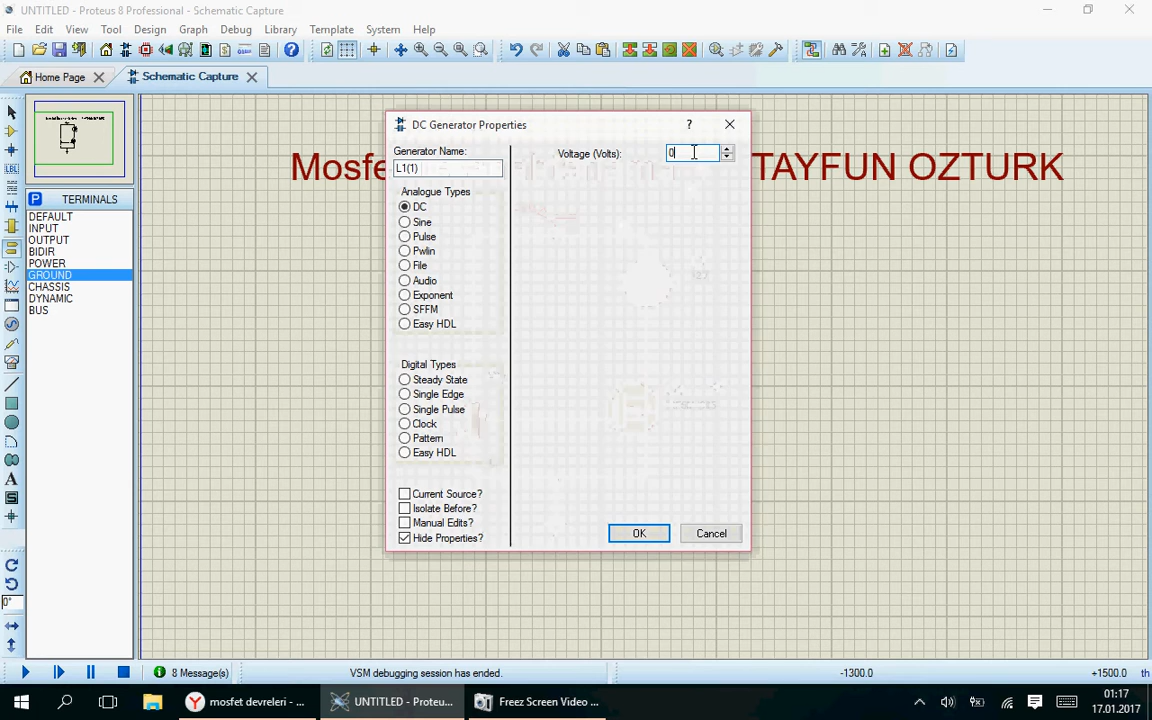 UNTITLED - Proteus 8 Professional - Schematic Capture
File Edit View Tool Design Graph Debug Library Template System Help
Home Page Schematic Capture
DC Generator Properties ?
Mosfe TAYFUN OZTURK
Generator Name:
L1(1)
Voltage (Volts): 0
Analogue Types
DC
Sine
Pulse
Pwlin
File
Audio
Exponent
SFFM
Easy HDL
Digital Types
Steady State
Single Edge
Single Pulse
Clock
Pattern
Easy HDL
Current Source?
Isolate Before?
Manual Edits?
Hide Properties?
OK Cancel
LBL
P TERMINALS
DEFAULT
INPUT
OUTPUT
BIDIR
POWER
GROUND
CHASSIS
DYNAMIC
BUS
A
S
0°
8 Message(s) VSM debugging session has ended. -1300.0 +1500.0 th
mosfet devreleri - ... UNTITLED - Proteu... Freez Screen Video ... 01:17
17.01.2017